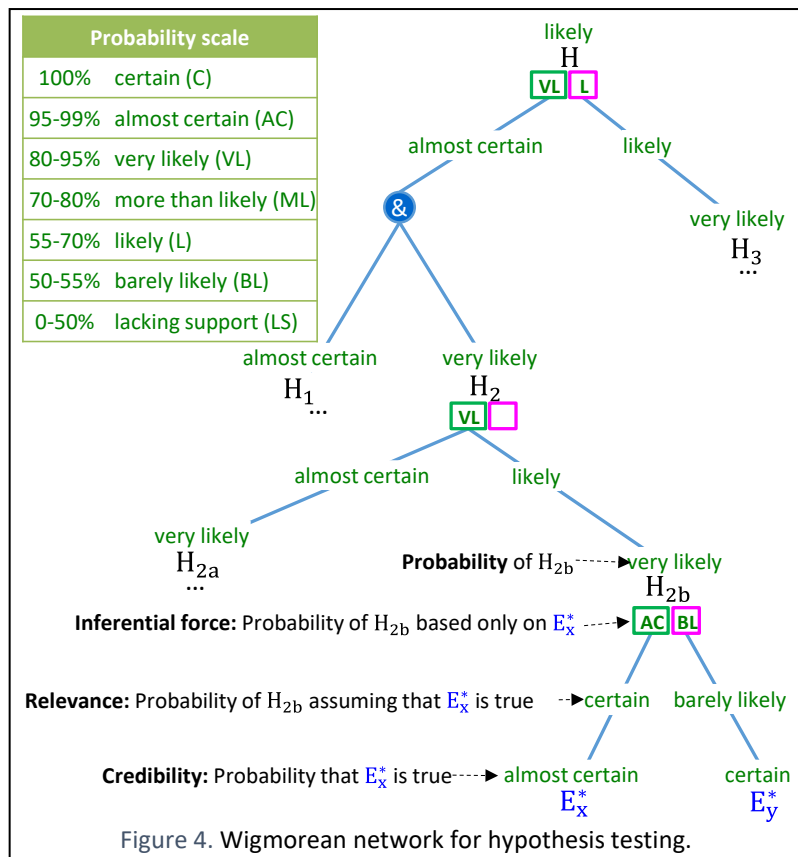 Probability scale
100% certain (C)
95-99% almost certain (AC)
80-95% very likely (VL)
70-80% more than likely (ML)
55-70% likely (L)
50-55% barely likely (BL)
0-50% lacking support (LS)
likely
H
VL L
almost certain likely
&
very likely
H₃
...
almost certain very likely
H₁ H₂
...
VL
almost certain likely
very likely
H₂ₐ
...
Probability of H₂b very likely
H₂b
Inferential force: Probability of H₂b based only on Eₓ* AC BL
Relevance: Probability of H₂b assuming that Eₓ* is true certain barely likely
Credibility: Probability that Eₓ* is true almost certain certain
Eₓ* Eᵧ*
Figure 4. Wigmorean network for hypothesis testing.